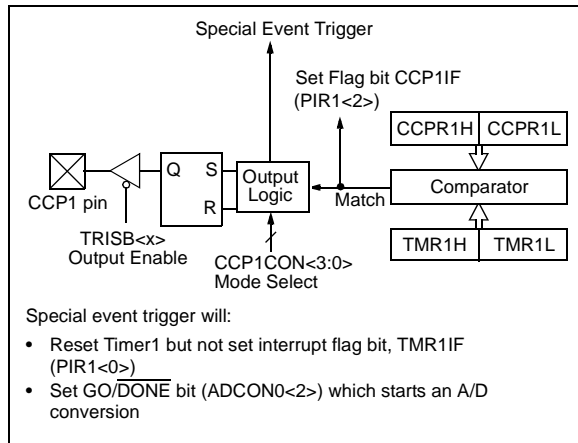 Special Event Trigger
Set Flag bit CCP1IF
(PIR1<2>)
CCPR1H CCPR1L
Q S Output
Logic
R
Match
Comparator
CCP1 pin
TRISB<x>
Output Enable
CCP1CON<3:0>
Mode Select
TMR1H TMR1L
Special event trigger will:
• Reset Timer1 but not set interrupt flag bit, TMR1IF
(PIR1<0>)
• Set GO/DONE bit (ADCON0<2>) which starts an A/D
conversion